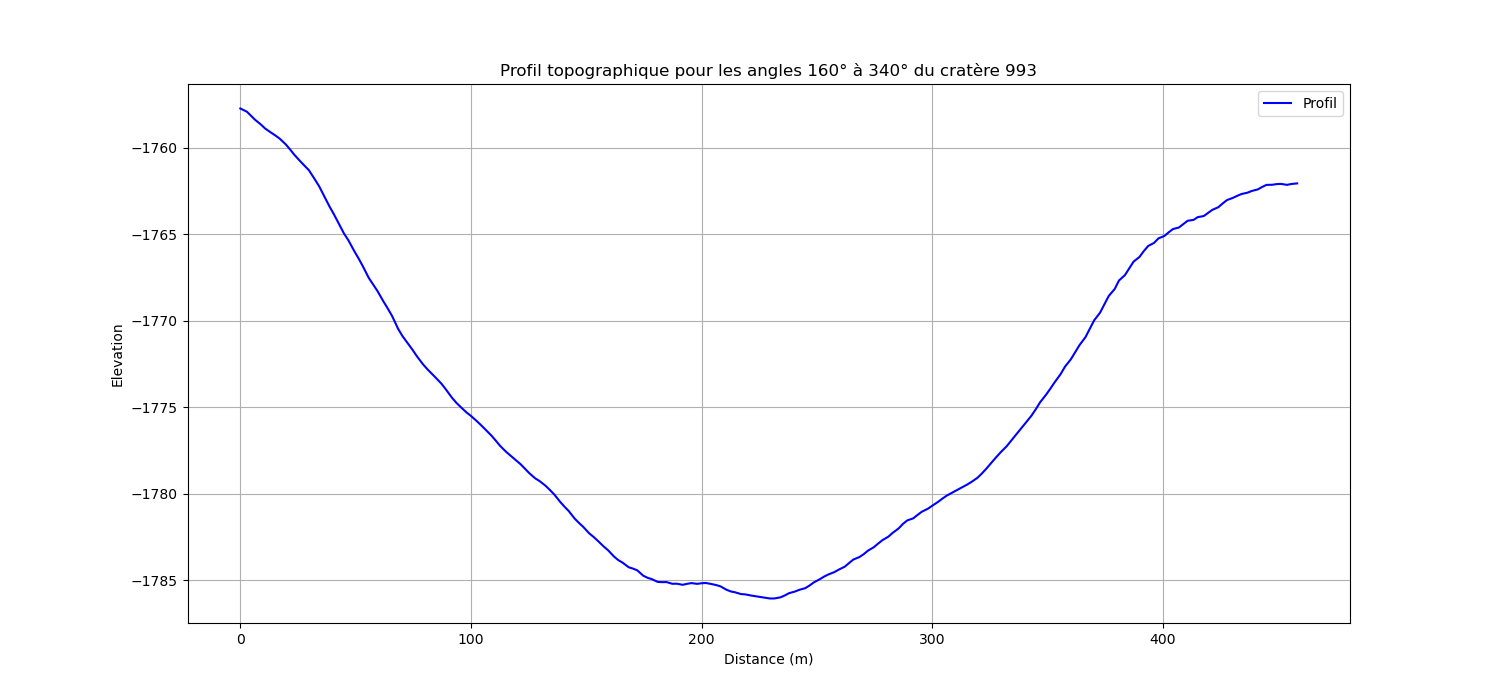 Profil topographique pour les angles 160° à 340° du cratère 993
Profil
−1760
−1765
−1770
−1775
−1780
−1785
Elevation
0 100 200 300 400
Distance (m)